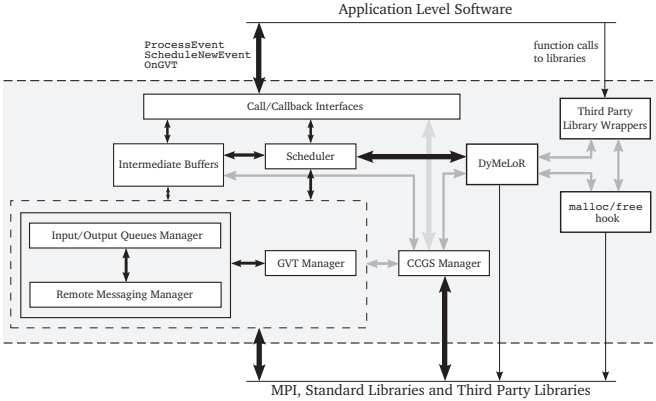 Application Level Software
ProcessEvent
ScheduleNewEvent
OnGVT
function calls
to libraries
Call/Callback Interfaces
Third Party
Library Wrappers
Intermediate Buffers
Scheduler
DyMeLoR
malloc/free
hook
Input/Output Queues Manager
GVT Manager
CCGS Manager
Remote Messaging Manager
MPI, Standard Libraries and Third Party Libraries